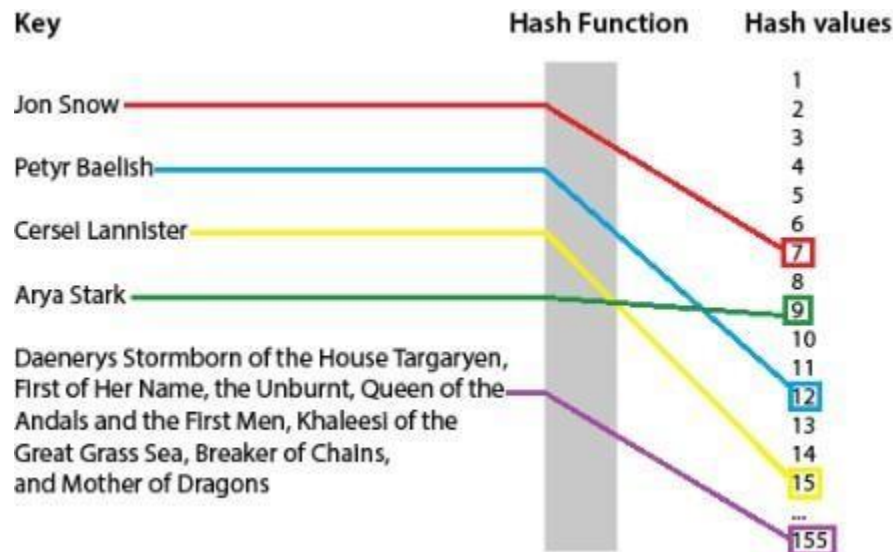 Key
Hash Function
Hash values
Jon Snow
Petyr Baelish
Cersei Lannister
Arya Stark
Daenerys Stormborn of the House Targaryen,
First of Her Name, the Unburnt, Queen of the
Andals and the First Men, Khaleesi of the
Great Grass Sea, Breaker of Chains,
and Mother of Dragons
1
2
3
4
5
6
7
8
9
10
11
12
13
14
15
...
155